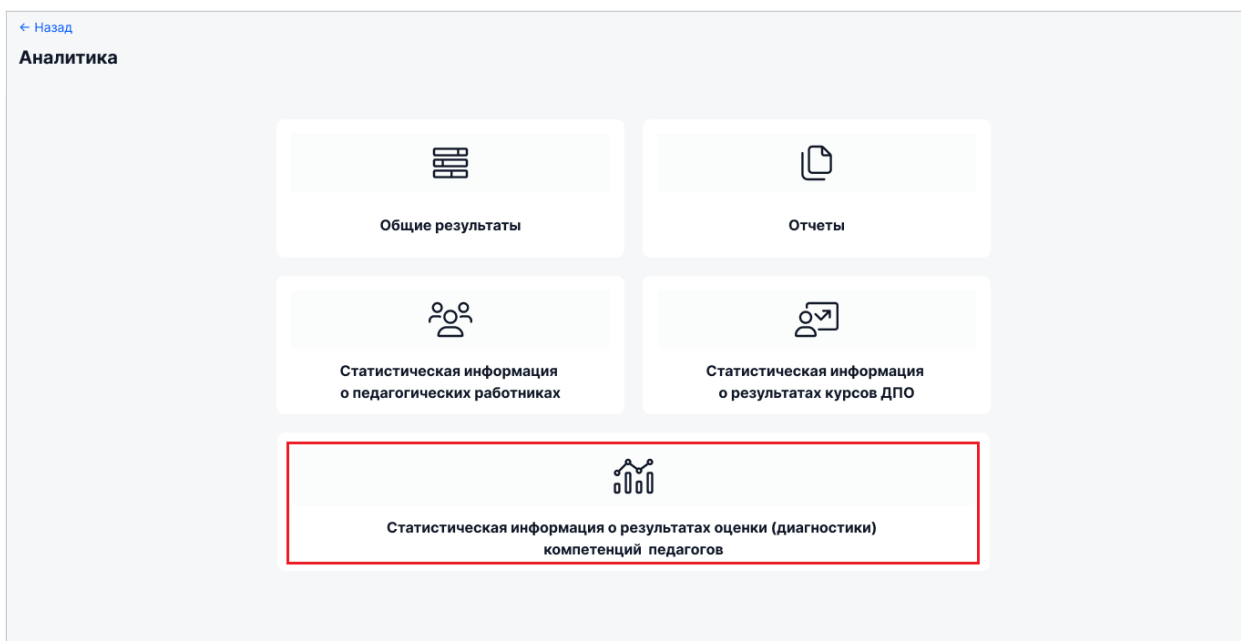 ← Назад
Аналитика
Общие результаты
Отчеты
Статистическая информация
о педагогических работниках
Статистическая информация
о результатах курсов ДПО
Статистическая информация о результатах оценки (диагностики)
компетенций педагогов